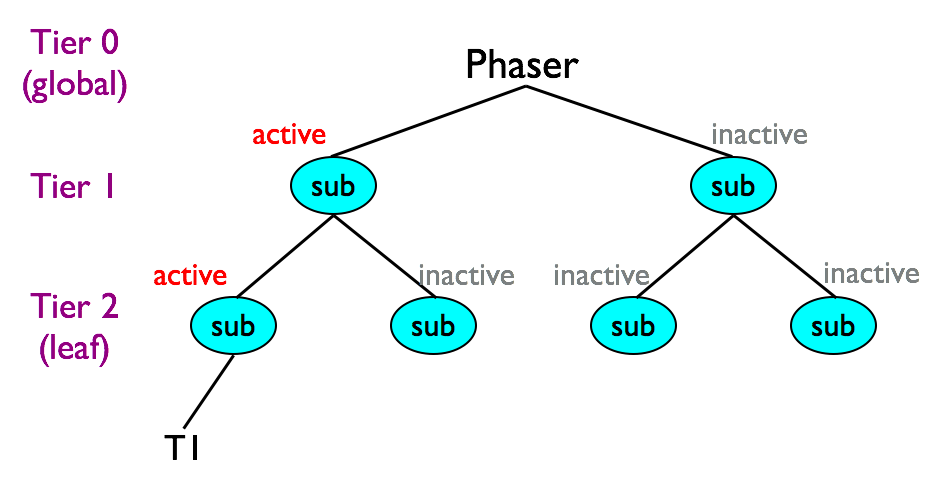 Tier 0
(global)
Phaser
active
inactive
Tier 1
sub
sub
active
inactive
inactive
inactive
Tier 2
(leaf)
sub
sub
sub
sub
T1